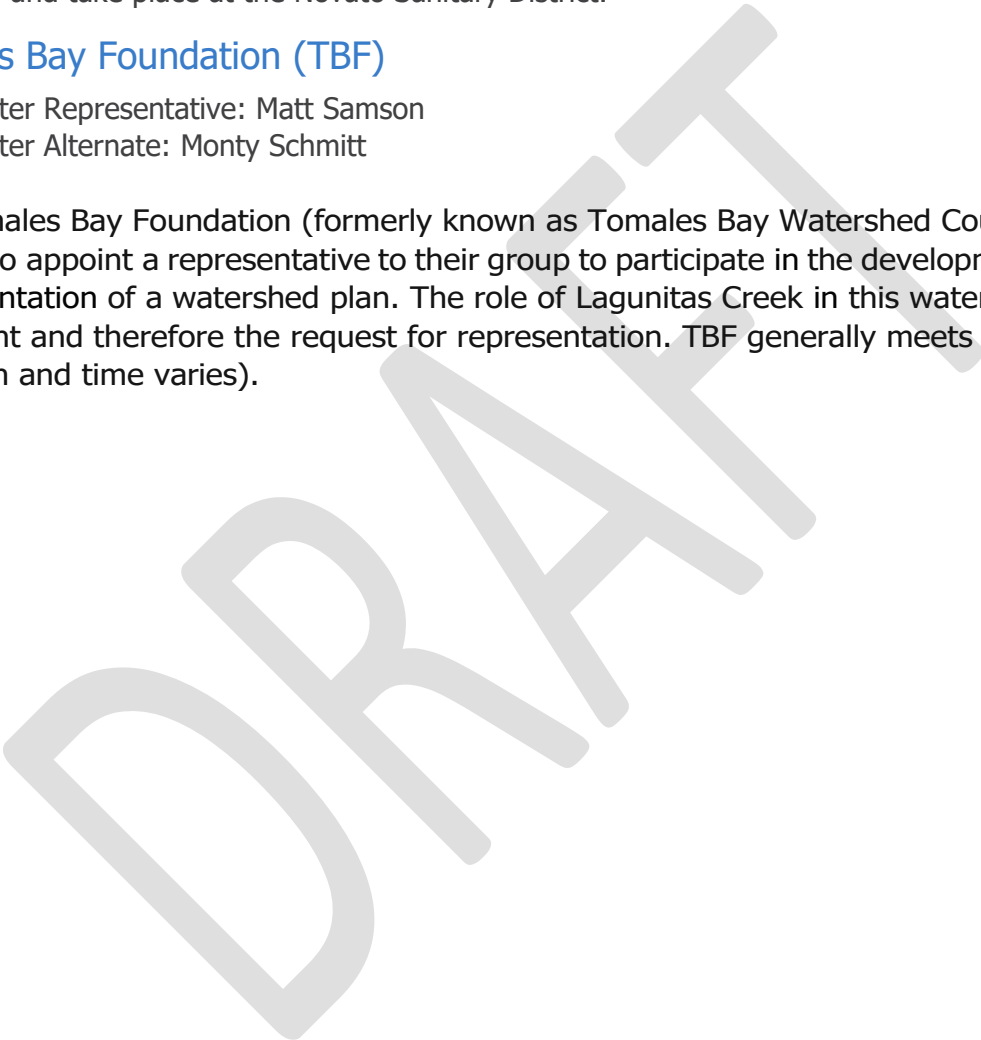 and take place at the Novato Sanitary District.
s Bay Foundation (TBF)
ter Representative: Matt Samson
ter Alternate: Monty Schmitt
ales Bay Foundation (formerly known as Tomales Bay Watershed Cou
o appoint a representative to their group to participate in the developm
ntation of a watershed plan. The role of Lagunitas Creek in this water
nt and therefore the request for representation. TBF generally meets
n and time varies).
DRAFT